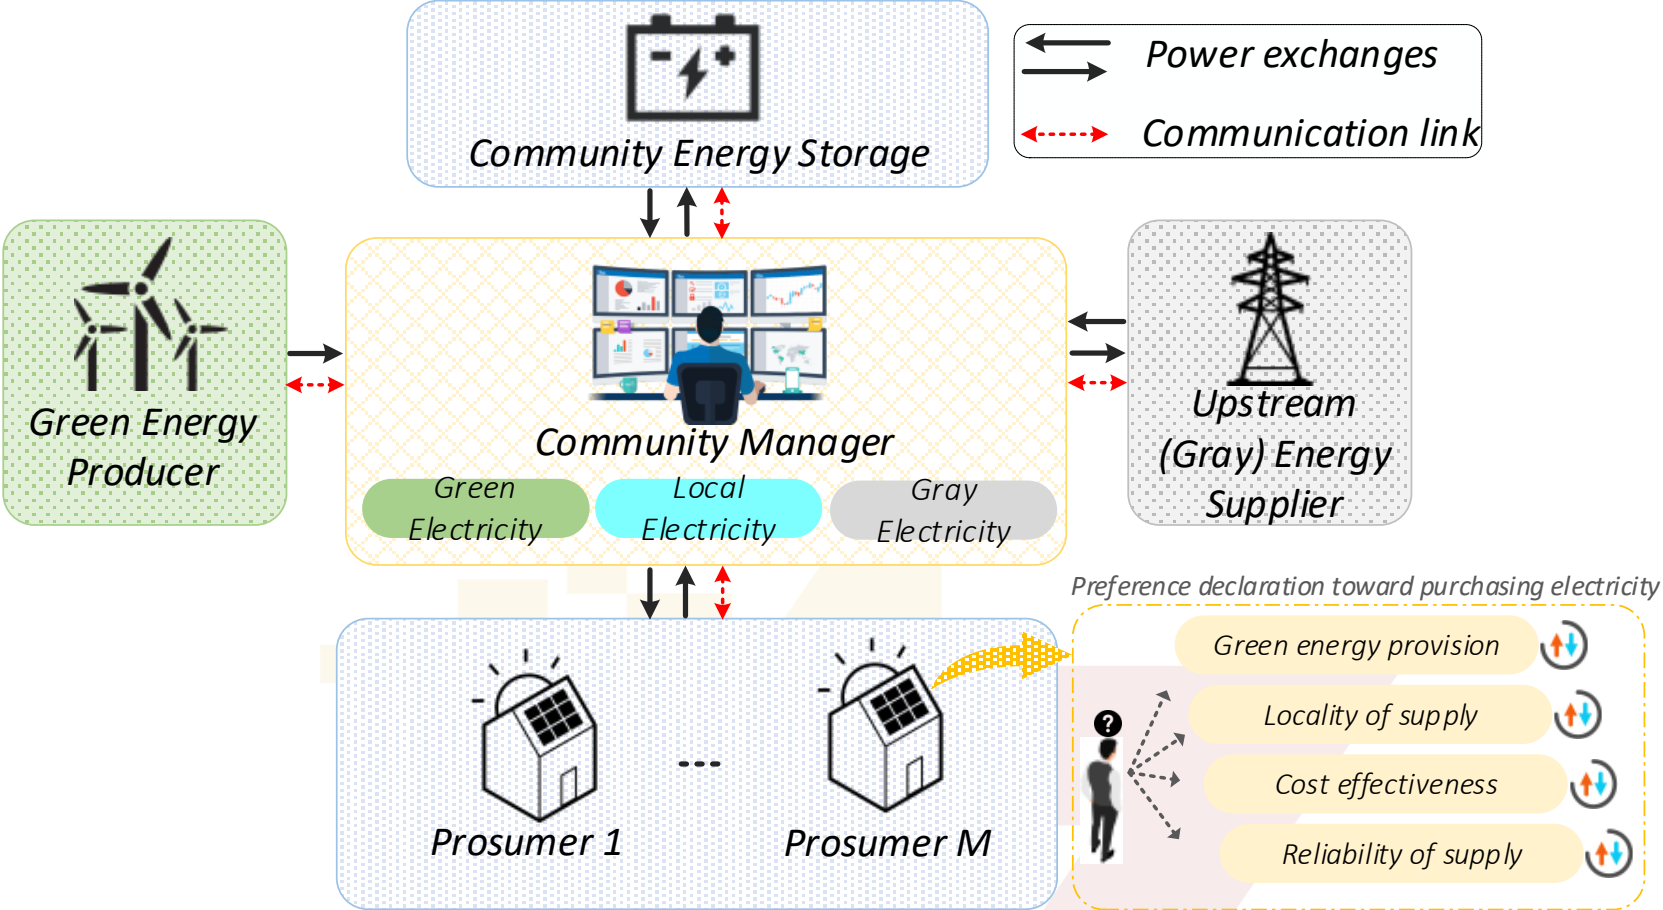 Community Energy Storage
Power exchanges
Communication link
Green Energy
Producer
Community Manager
Green
Electricity
Local
Electricity
Gray
Electricity
Upstream
(Gray) Energy
Supplier
Prosumer 1
Prosumer M
Preference declaration toward purchasing electricity
?
Green energy provision
Locality of supply
Cost effectiveness
Reliability of supply